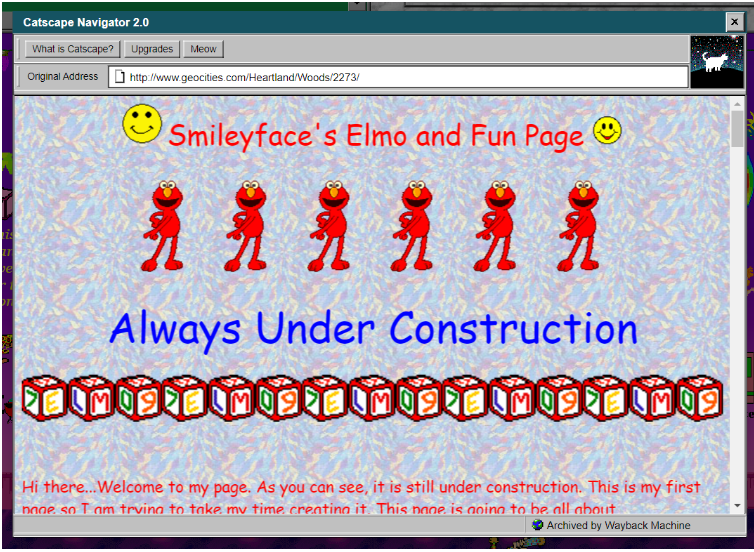 Catscape Navigator 2.0
What is Catscape? Upgrades Meow
Original Address http://www.geocities.com/Heartland/Woods/2273/
Smileyface's Elmo and Fun Page
Always Under Construction
Hi there...Welcome to my page. As you can see, it is still under construction. This is my first
page so I am trying to take my time creating it. This page is going to be all about
Archived by Wayback Machine